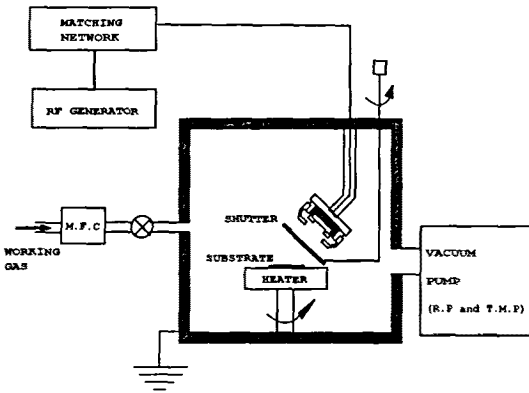 MATCHING
NETWORK
RF GENERATOR
M.F.C
WORKING
GAS
SHUTTER
SUBSTRATE
HEATER
VACUUM
PUMP
(R.P and T.M.P)